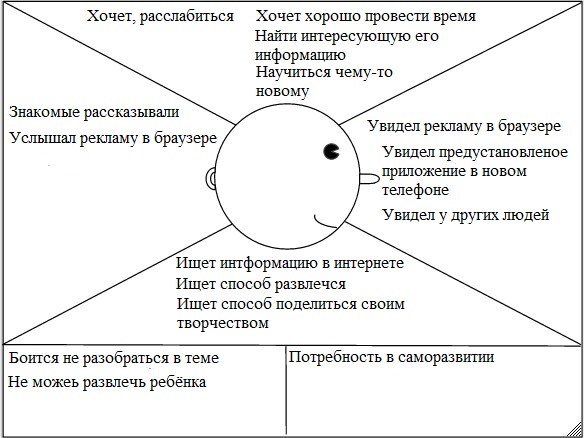 Хочет, расслабиться
Хочет хорошо провести время
Найти интересующую его
информацию
Научиться чему-то
новому
Знакомые рассказывали
Услышал рекламу в браузере
Увидел рекламу в браузере
Увидел предустановленое
приложение в новом
телефоне
Увидел у других людей
Ищет интформацию в интернете
Ищет способ развлечся
Ищет способ поделиться своим
творчеством
Боится не разобраться в теме
Не можеь развлечь ребёнка
Потребность в саморазвитии